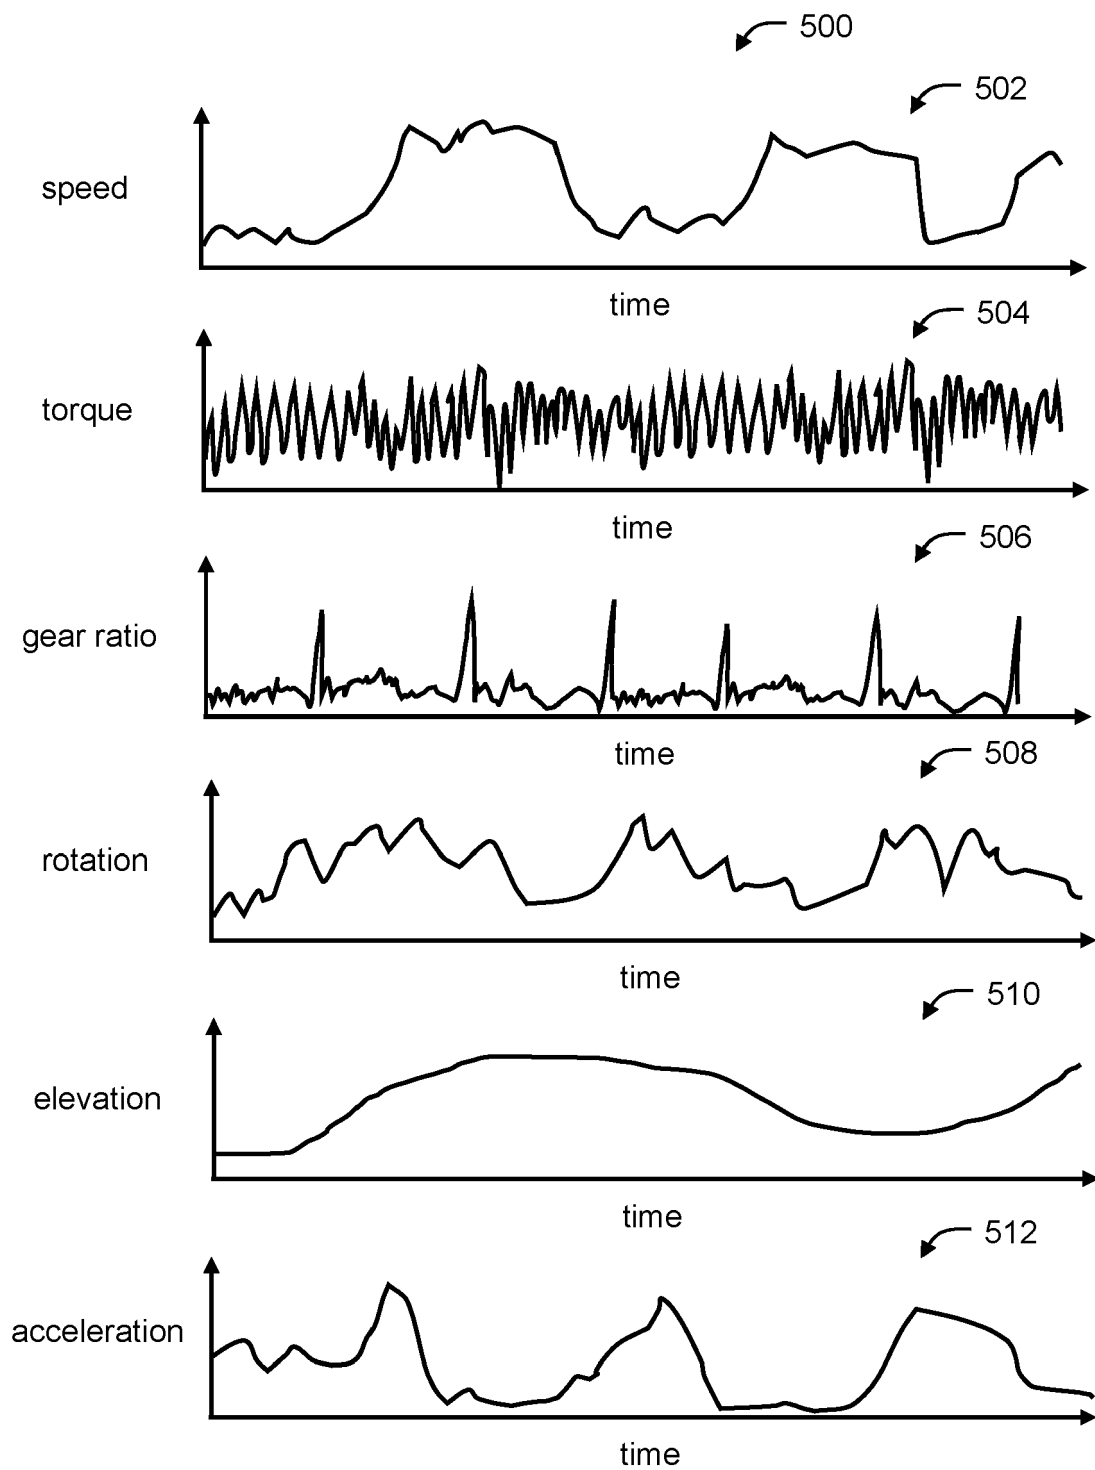 500
502
speed
time
504
torque
time
506
gear ratio
time
508
rotation
time
510
elevation
time
512
acceleration
time